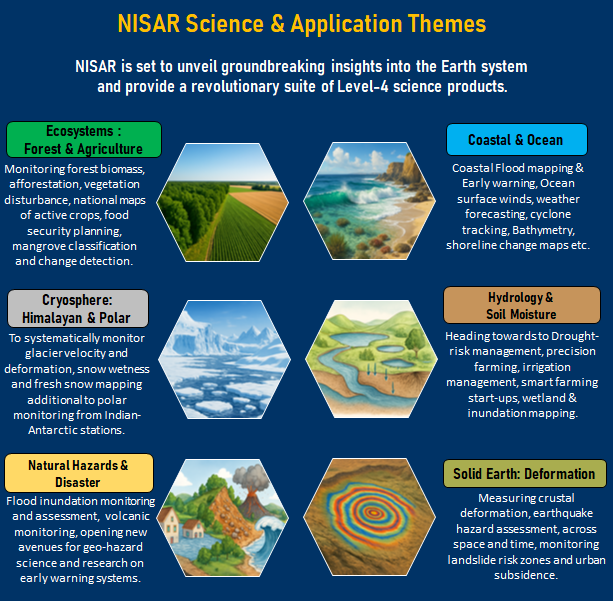 NISAR Science & Application Themes
NISAR is set to unveil groundbreaking insights into the Earth system
and provide a revolutionary suite of Level-4 science products.
Ecosystems :
Forest & Agriculture
Monitoring forest biomass,
afforestation, vegetation
disturbance, national maps
of active crops, food
security planning,
mangrove classification
and change detection.
Coastal & Ocean
Coastal Flood mapping &
Early warning, Ocean
surface winds, weather
forecasting, cyclone
tracking, Bathymetry,
shoreline change maps etc.
Cryosphere:
Himalayan & Polar
To systematically monitor
glacier velocity and
deformation, snow wetness
and fresh snow mapping
additional to polar
monitoring from Indian-
Antarctic stations.
Hydrology &
Soil Moisture
Heading towards to Drought-
risk management, precision
farming, irrigation
management, smart farming
start-ups, wetland &
inundation mapping.
Natural Hazards &
Disaster
Flood inundation monitoring
and assessment, volcanic
monitoring, opening new
avenues for geo-hazard
science and research on
early warning systems.
Solid Earth: Deformation
Measuring crustal
deformation, earthquake
hazard assessment, across
space and time, monitoring
landslide risk zones and urban
subsidence.